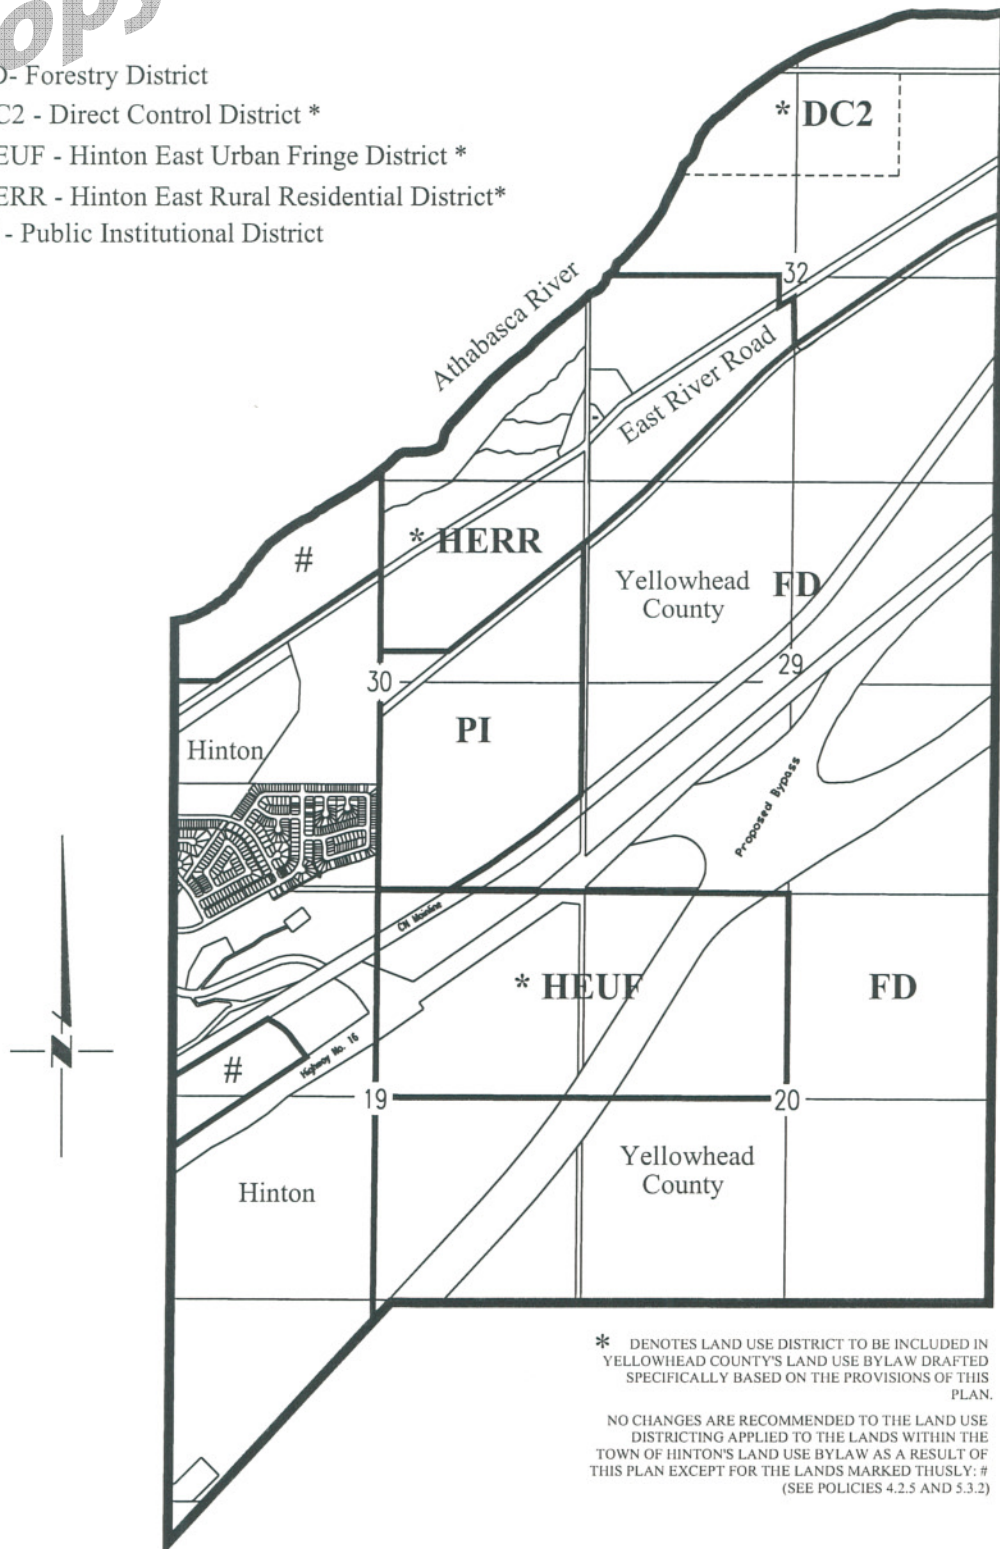 opy
D- Forestry District
C2 - Direct Control District *
EUF - Hinton East Urban Fringe District *
ERR - Hinton East Rural Residential District*
- Public Institutional District
* DC2
32
Athabasca River
East River Road
#
* HERR
Yellowhead
County
FD
29
30
PI
Hinton
Proposed Bypass
CN Mainline
* HEUF
FD
N
#
Highway No. 16
19
20
Yellowhead
County
Hinton
* DENOTES LAND USE DISTRICT TO BE INCLUDED IN
YELLOWHEAD COUNTY'S LAND USE BYLAW DRAFTED
SPECIFICALLY BASED ON THE PROVISIONS OF THIS
PLAN.
NO CHANGES ARE RECOMMENDED TO THE LAND USE
DISTRICTING APPLIED TO THE LANDS WITHIN THE
TOWN OF HINTON'S LAND USE BYLAW AS A RESULT OF
THIS PLAN EXCEPT FOR THE LANDS MARKED THUSLY: #
(SEE POLICIES 4.2.5 AND 5.3.2)